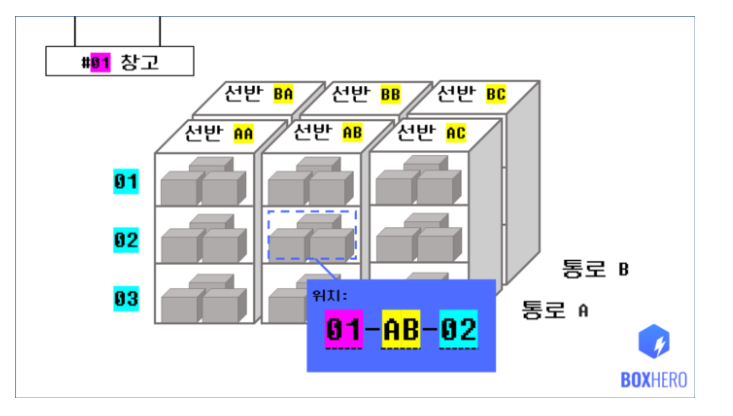 #01 창고
선반 BA
선반 BB
선반 BC
선반 AA
선반 AB
선반 AC
01
02
03
통로 B
통로 A
위치:
01-AB-02
BOXHERO